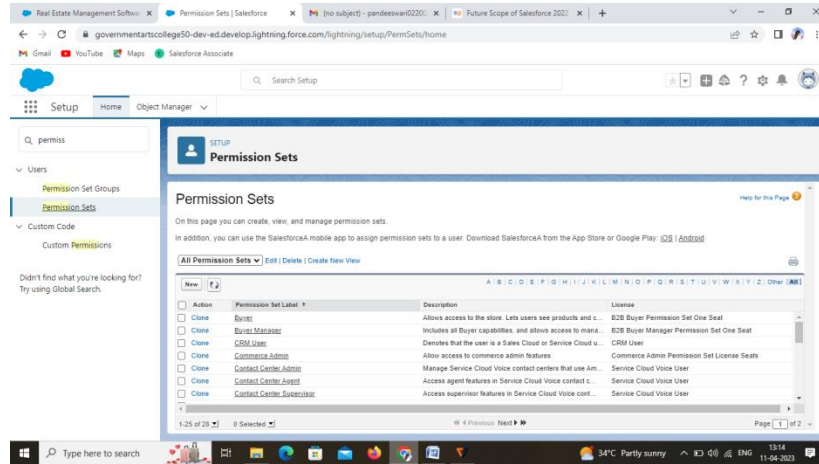 Real Estate Management Softwa
Permission Sets | Salesforce
(no subject) - pandeeswari02200
Future Scope of Salesforce 2022
governmentartscollege50-dev-ed.develop.lightning.force.com/lightning/setup/PermSets/home
Gmail YouTube Maps Salesforce Associate
Search Setup
Setup Home Object Manager
permiss
Users
Permission Set Groups
Permission Sets
Custom Code
Custom Permissions
Didn't find what you're looking for?
Try using Global Search.
SETUP
Permission Sets
Permission Sets
Help for this Page
On this page you can create, view, and manage permission sets.
In addition, you can use the SalesforceA mobile app to assign permission sets to a user. Download SalesforceA from the App Store or Google Play: iOS | Android
All Permission Sets Edit | Delete | Create New View
New A | B | C | D | E | F | G | H | I | J | K | L | M | N | O | P | Q | R | S | T | U | V | W | X | Y | Z | Other | All
Action Permission Set Label ↑ Description License
Clone Buyer Allows access to the store. Lets users see products and c... B2B Buyer Permission Set One Seat
Clone Buyer Manager Includes all Buyer capabilities, and allows access to mana... B2B Buyer Manager Permission Set One Seat
Clone CRM User Denotes that the user is a Sales Cloud or Service Cloud u... CRM User
Clone Commerce Admin Allow access to commerce admin features. Commerce Admin Permission Set License Seats
Clone Contact Center Admin Manage Service Cloud Voice contact centers that use Am... Service Cloud Voice User
Clone Contact Center Agent Access agent features in Service Cloud Voice contact c... Service Cloud Voice User
Clone Contact Center Supervisor Access supervisor features in Service Cloud Voice cont... Service Cloud Voice User
1-25 of 28 0 Selected Previous Next Page 1 of 2
Type here to search
34°C Partly sunny
ENG
13:14
11-04-2023